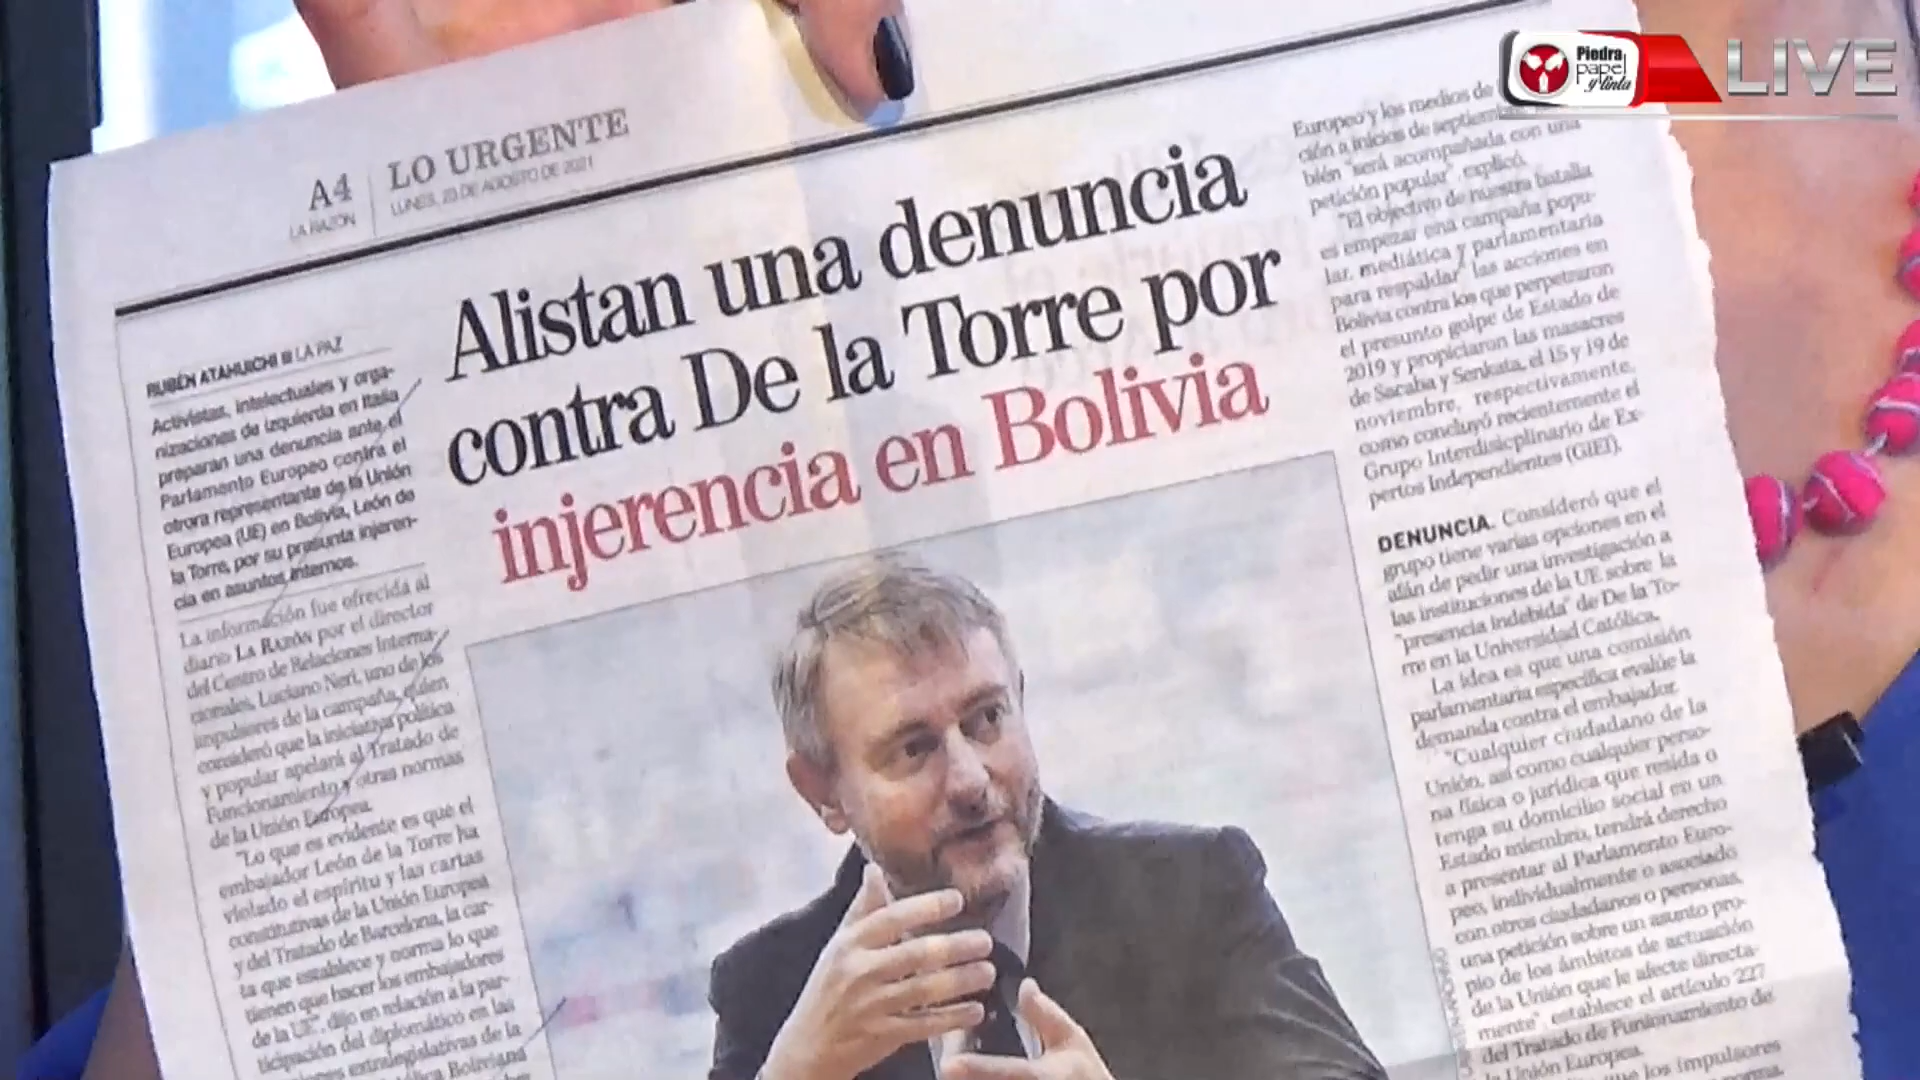 Piedra,
papel
y tinta
LIVE
A4
LA RAZÓN
LO URGENTE
LUNES, 23 DE AGOSTO DE 2021
Alistan una denuncia
contra De la Torre por
injerencia en Bolivia
RUBÉN ATAHUICHI LA PAZ
Activistas, intelectuales y orga-
nizaciones de izquierda en Italia
preparan una denuncia ante el
Parlamento Europeo contra el
otrora representante de la Unión
Europea (UE) en Bolivia, León de
la Torre, por su presunta injeren-
cia en asuntos internos.
La información fue ofrecida al
diario LA RAZÓN por el director
del Centro de Relaciones Interna-
cionales, Luciano Neri, uno de los
impulsores de la campaña, quien
consideró que la iniciativa política
y popular apelará al Tratado de
Funcionamiento y otras normas
de la Unión Europea.
"Lo que es evidente es que el
embajador León de la Torre ha
violado el espíritu y las cartas
constitutivas de la Unión Europea
y del Tratado de Barcelona, la car-
ta que establece y norma lo que
tienen que hacer los embajadores
de la UE", dijo en relación a la par-
ticipación del diplomático en las
extralegislativas de la
Boliviana
Europeo y los medios de
ción a inicios de
bién "será acompañada con una
petición popular", explicó.
"El objectivo de nuestra batalla
es empezar una campaña popu-
lar, mediática y parlamentaria
para respaldar" las acciones en
Bolivia contra los que perpetraron
el presunto golpe de Estado de
2019 y propiciaron las masacres
de Sacaba y Senkata, el 15 y 19 de
noviembre, respectivamente,
como concluyó recientemente el
Grupo Interdisicplinario de Ex-
pertos Independientes (GIEI).
DENUNCIA. Consideró que el
grupo tiene varias opciones en el
afán de pedir una investigación a
las instituciones de la UE sobre la
"presencia indebida" de De la To-
rre en la Universidad Católica.
La idea es que una comisión
parlamentaria específica evalúe la
demanda contra el embajador.
"Cualquier ciudadano de la
Unión, así como cualquier perso-
na física o jurídica que resida o
tenga su domicilio social en un
Estado miembro, tendrá derecho
a presentar al Parlamento Euro-
peo, individualmente o asociado
con otros ciudadanos o personas,
una petición sobre un asunto pro-
pio de los ámbitos de actuación
de la Unión que le afecte directa-
mente", establece el artículo 227
del Tratado de Funionamiento de
la Unión Europea.
que los impulsores